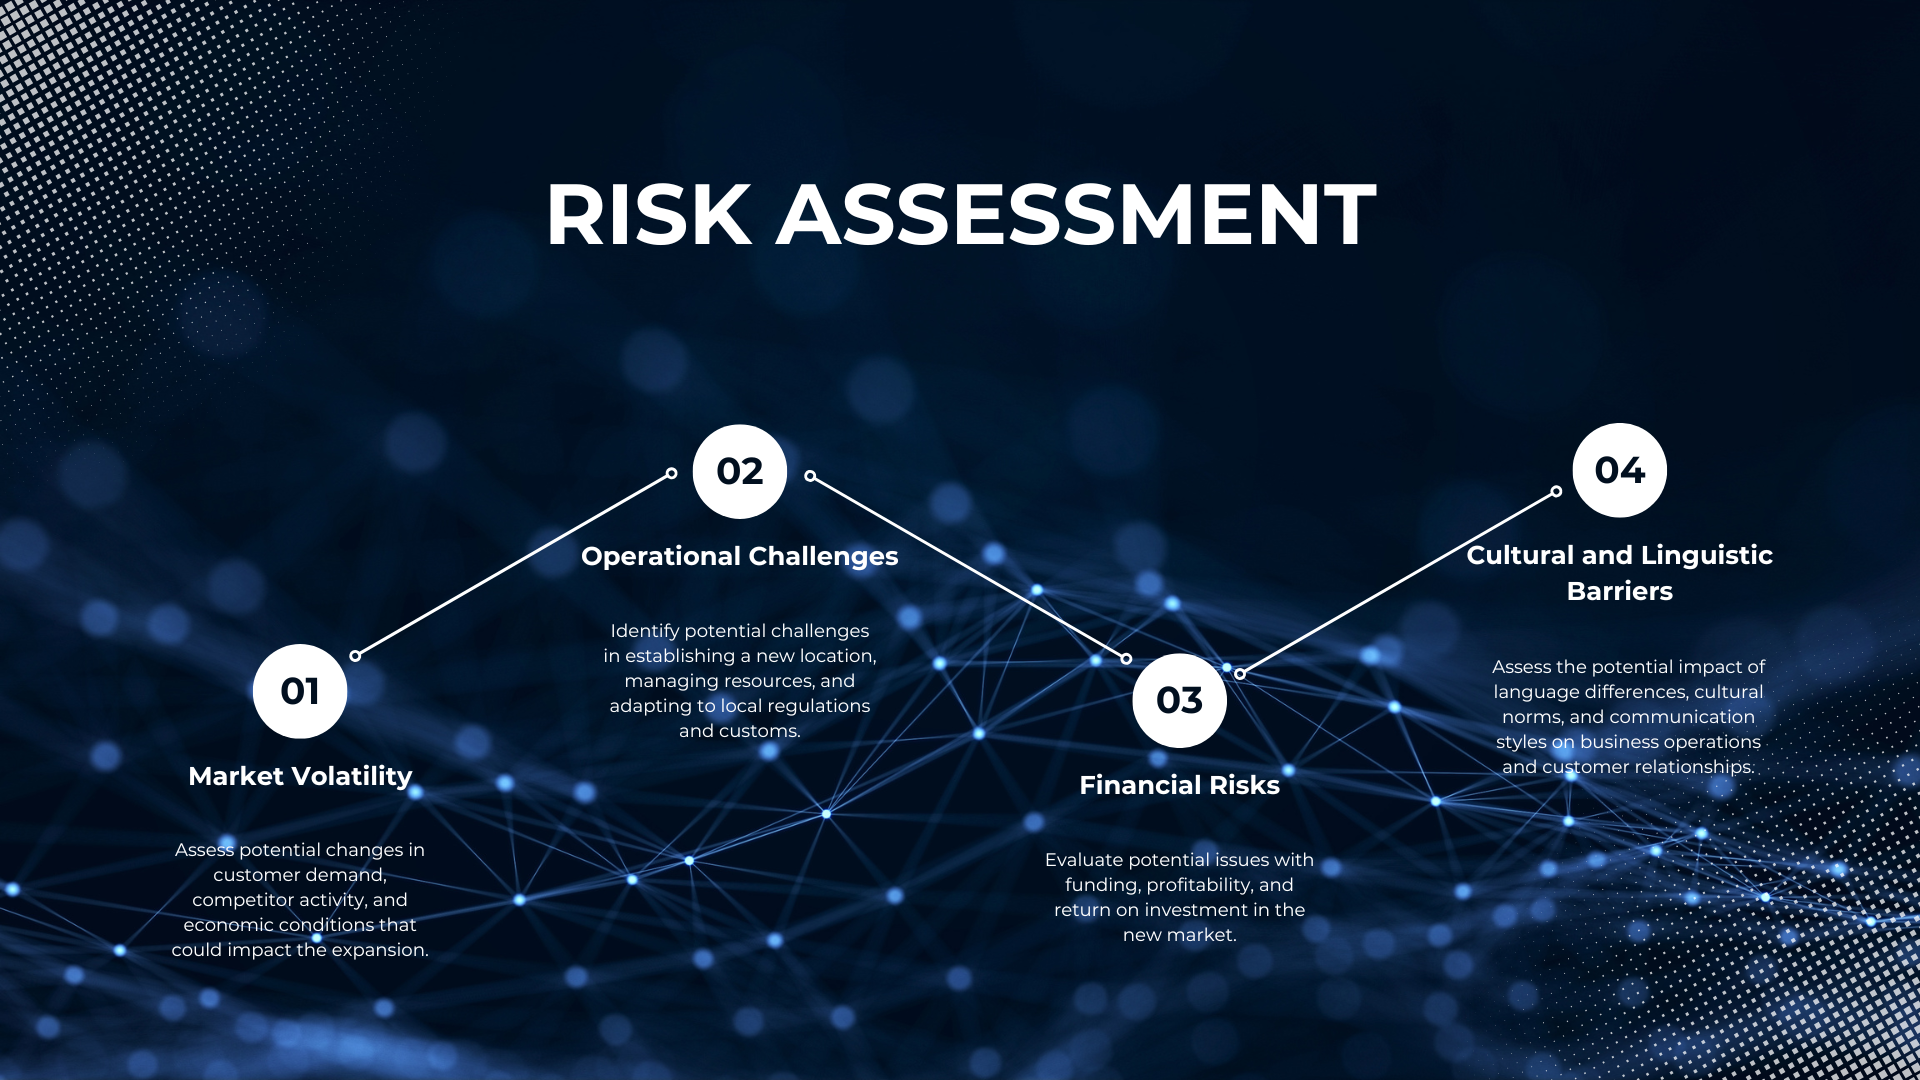 RISK ASSESSMENT
01
Market Volatility
Assess potential changes in
customer demand,
competitor activity, and
economic conditions that
could impact the expansion.
02
Operational Challenges
Identify potential challenges
in establishing a new location,
managing resources, and
adapting to local regulations
and customs.
03
Financial Risks
Evaluate potential issues with
funding, profitability, and
return on investment in the
new market.
04
Cultural and Linguistic
Barriers
Assess the potential impact of
language differences, cultural
norms, and communication
styles on business operations
and customer relationships.